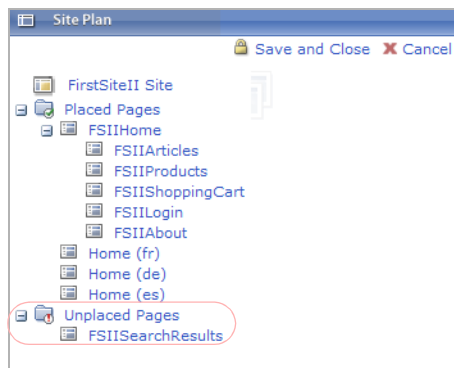 Site Plan
Save and Close Cancel
FirstSiteII Site
Placed Pages
FSIIHome
FSIIArticles
FSIIProducts
FSIIShoppingCart
FSIILogin
FSIIAbout
Home (fr)
Home (de)
Home (es)
Unplaced Pages
FSIISearchResults